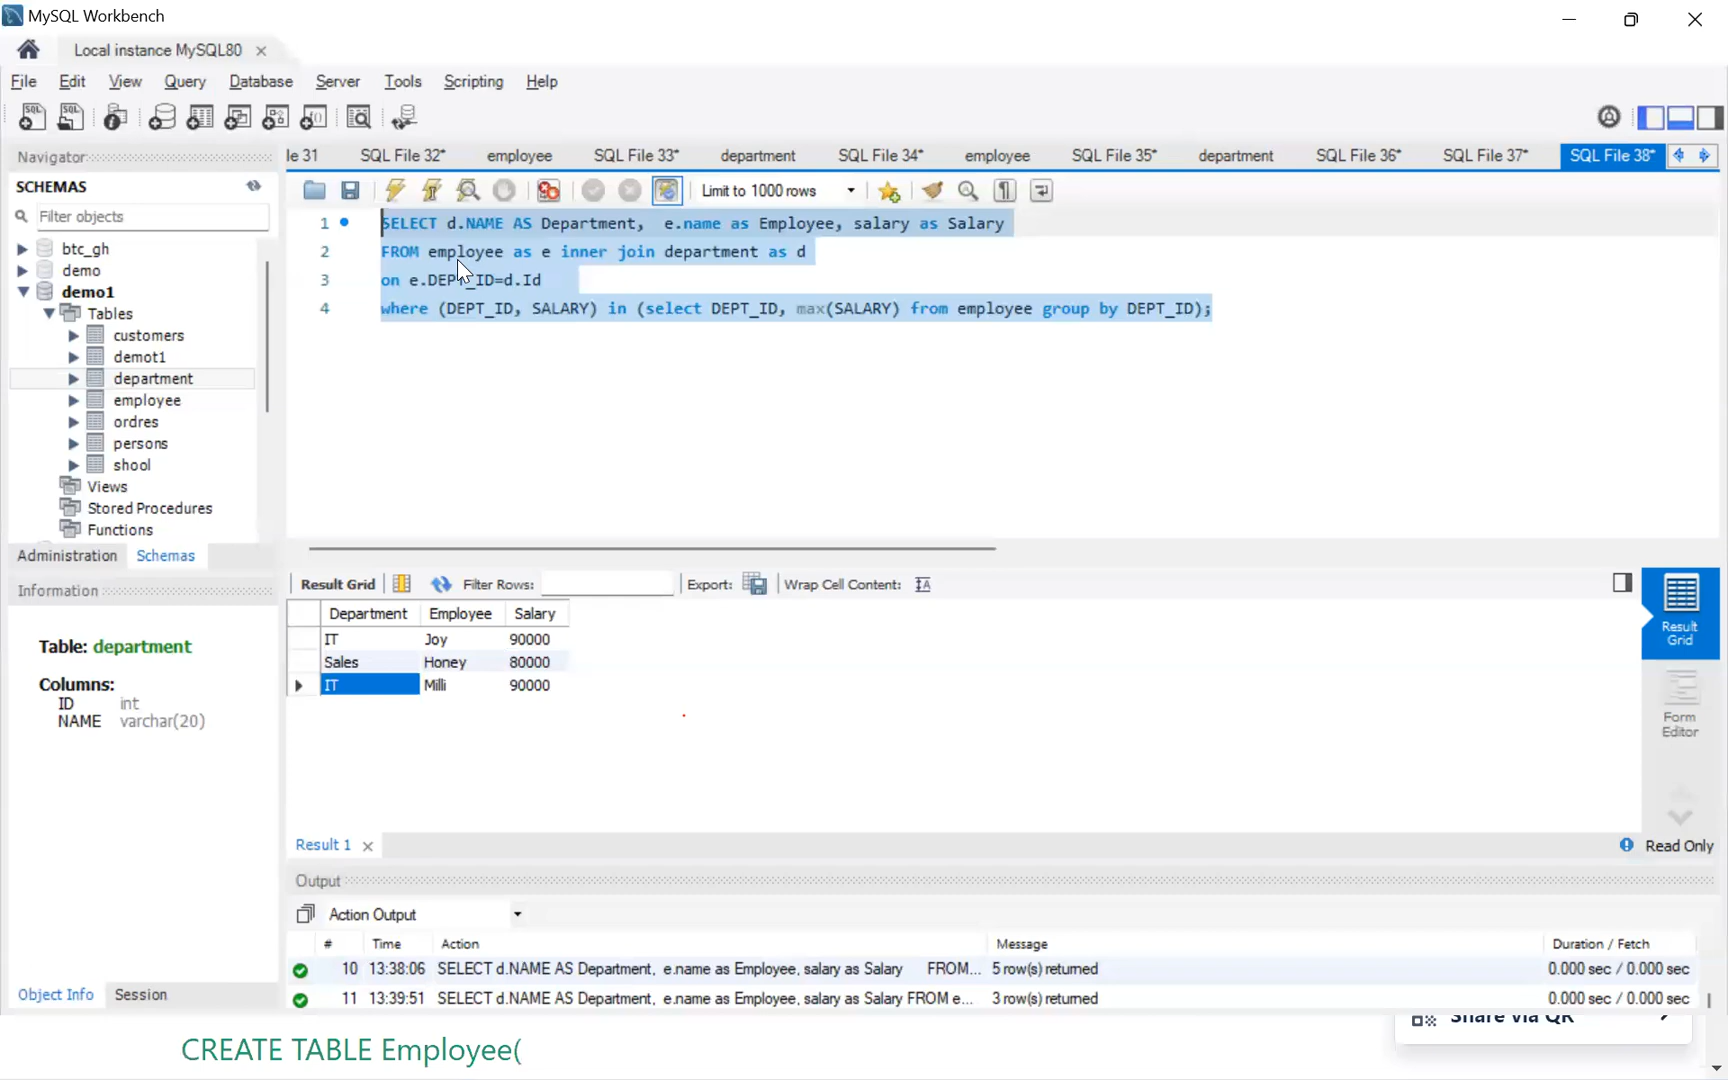 MySQL Workbench
Local instance MySQL80
File Edit View Query Database Server Tools Scripting Help
Navigator
le 31 SQL File 32* employee SQL File 33* department SQL File 34* employee SQL File 35* department SQL File 36* SQL File 37* SQL File 38*
SCHEMAS
Limit to 1000 rows
Filter objects
btc_gh
demo
demo1
Tables
customers
demot1
department
employee
ordres
persons
shool
Views
Stored Procedures
Functions
Administration Schemas
1 SELECT d.NAME AS Department, e.name as Employee, salary as Salary
2 FROM employee as e inner join department as d
3 on e.DEPT_ID=d.Id
4 where (DEPT_ID, SALARY) in (select DEPT_ID, max(SALARY) from employee group by DEPT_ID);
Information
Table: department
Columns:
ID int
NAME varchar(20)
Object Info Session
Result Grid Filter Rows: Export: Wrap Cell Content:
Department Employee Salary
IT Joy 90000
Sales Honey 80000
IT Milli 90000
Result Grid
Form Editor
Result 1
Read Only
Output
Action Output
# Time Action Message Duration / Fetch
10 13:38:06 SELECT d.NAME AS Department, e.name as Employee, salary as Salary FROM... 5 row(s) returned 0.000 sec / 0.000 sec
11 13:39:51 SELECT d.NAME AS Department, e.name as Employee, salary as Salary FROM e... 3 row(s) returned 0.000 sec / 0.000 sec
Share via QR
CREATE TABLE Employee(